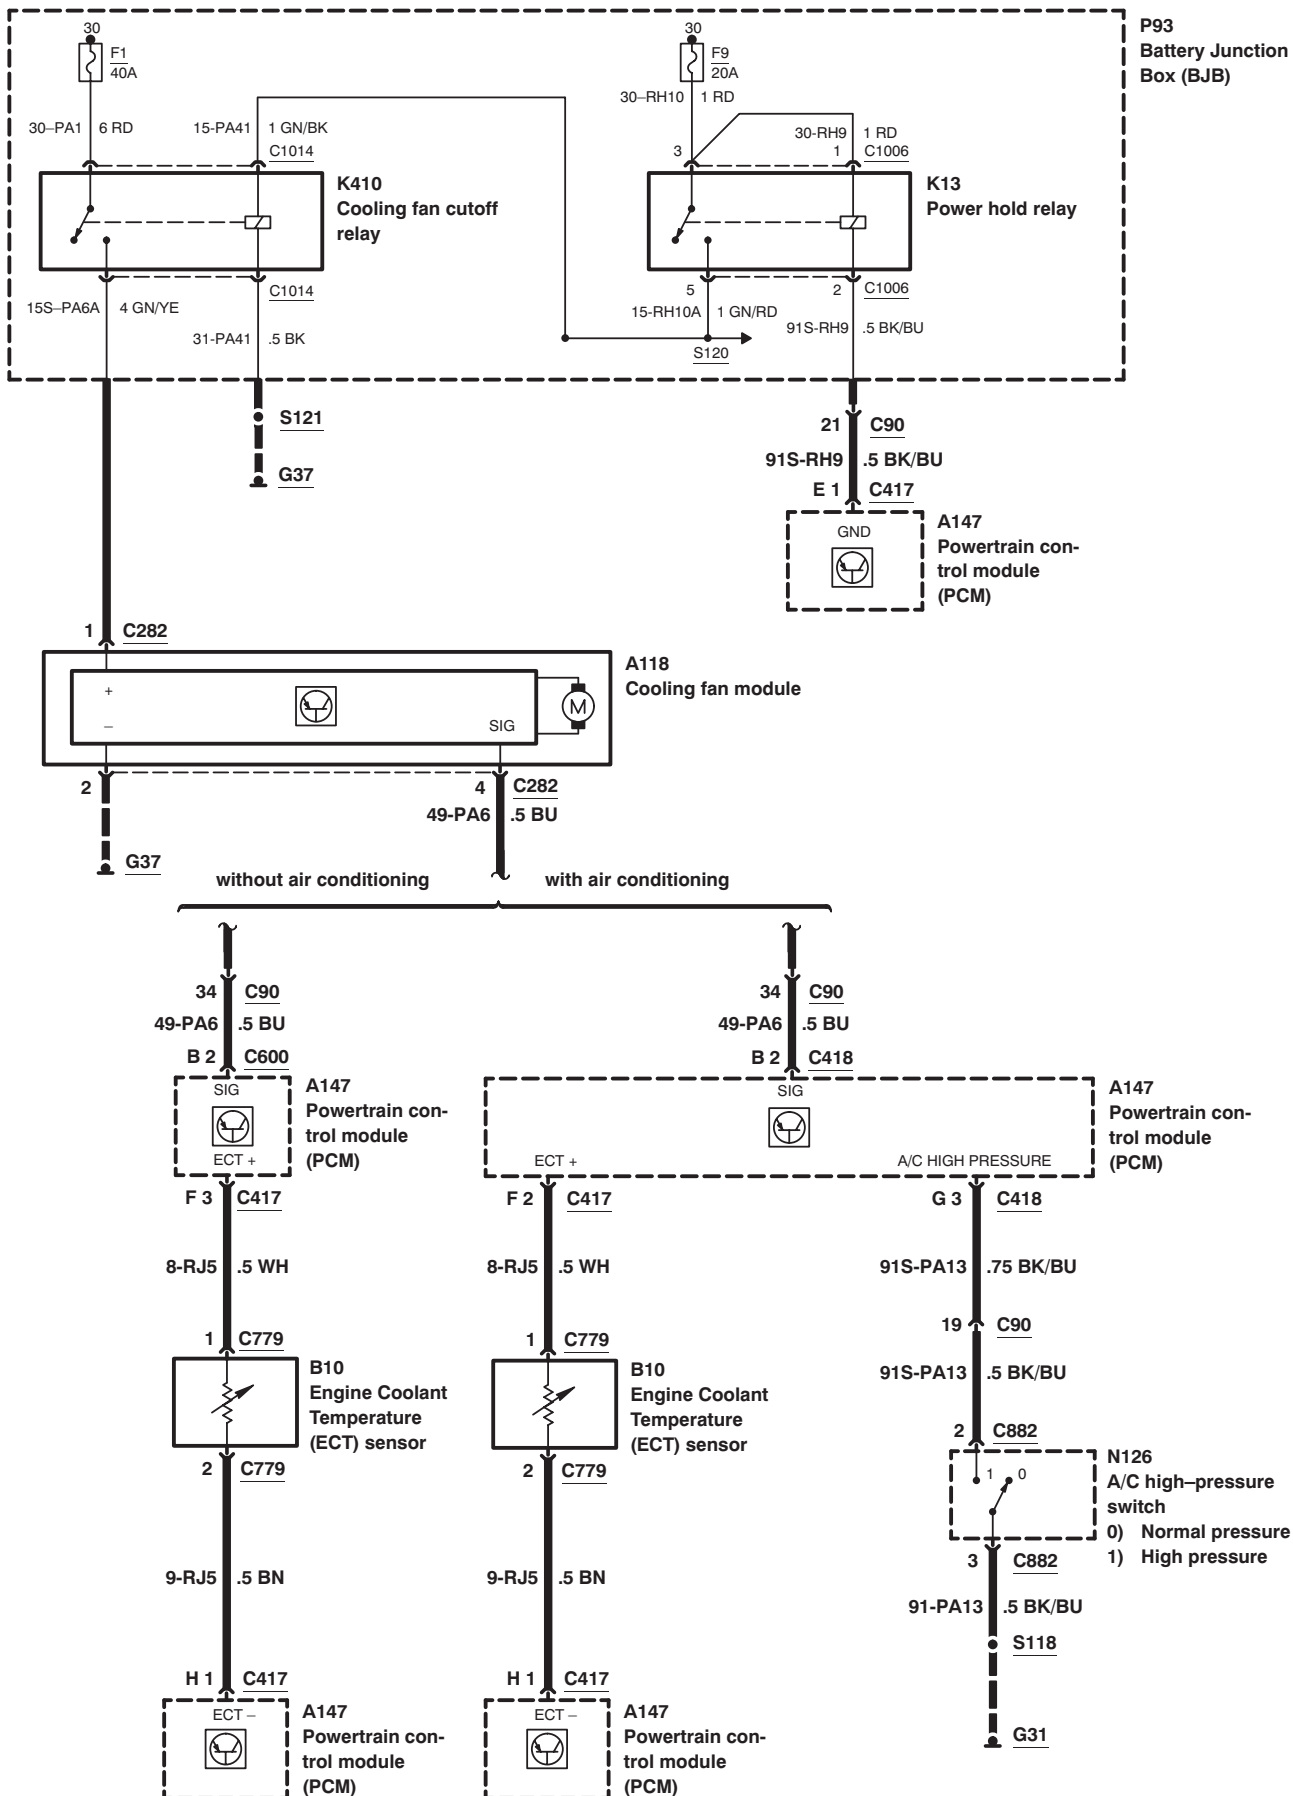 30
F1
40A
30
F9
20A
P93
Battery Junction
Box (BJB)
30–PA1 6 RD
15-PA41 1 GN/BK
C1014
30–RH10 1 RD
30-RH9 1 RD
3
1 C1006
K410
Cooling fan cutoff
relay
K13
Power hold relay
C1014
15S–PA6A 4 GN/YE
31-PA41 .5 BK
5
2 C1006
15-RH10A 1 GN/RD
91S-RH9 .5 BK/BU
S120
S121
G37
21 C90
91S-RH9 .5 BK/BU
E 1 C417
GND
A147
Powertrain con-
trol module
(PCM)
1 C282
+
–
SIG
M
A118
Cooling fan module
2
4 C282
49-PA6 .5 BU
G37
without air conditioning
with air conditioning
34 C90
49-PA6 .5 BU
B 2 C600
34 C90
49-PA6 .5 BU
B 2 C418
SIG
ECT +
A147
Powertrain con-
trol module
(PCM)
SIG
ECT +
A/C HIGH PRESSURE
A147
Powertrain con-
trol module
(PCM)
F 3 C417
F 2 C417
G 3 C418
8-RJ5 .5 WH
8-RJ5 .5 WH
91S-PA13 .75 BK/BU
19 C90
1 C779
1 C779
91S-PA13 .5 BK/BU
B10
Engine Coolant
Temperature
(ECT) sensor
B10
Engine Coolant
Temperature
(ECT) sensor
2 C882
1 0
N126
A/C high–pressure
switch
0) Normal pressure
1) High pressure
2 C779
2 C779
3 C882
9-RJ5 .5 BN
9-RJ5 .5 BN
91-PA13 .5 BK/BU
S118
G31
H 1 C417
H 1 C417
ECT –
A147
Powertrain con-
trol module
(PCM)
ECT –
A147
Powertrain con-
trol module
(PCM)